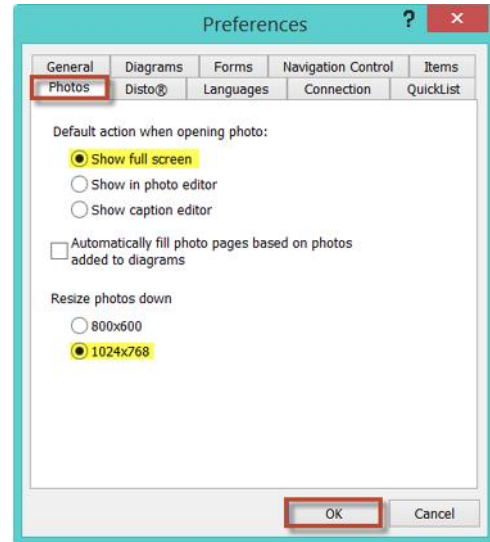 Preferences
?
×
General
Diagrams
Forms
Navigation Control
Items
Photos
Disto®
Languages
Connection
QuickList
Default action when opening photo:
Show full screen
Show in photo editor
Show caption editor
Automatically fill photo pages based on photos
added to diagrams
Resize photos down
800x600
1024x768
OK
Cancel